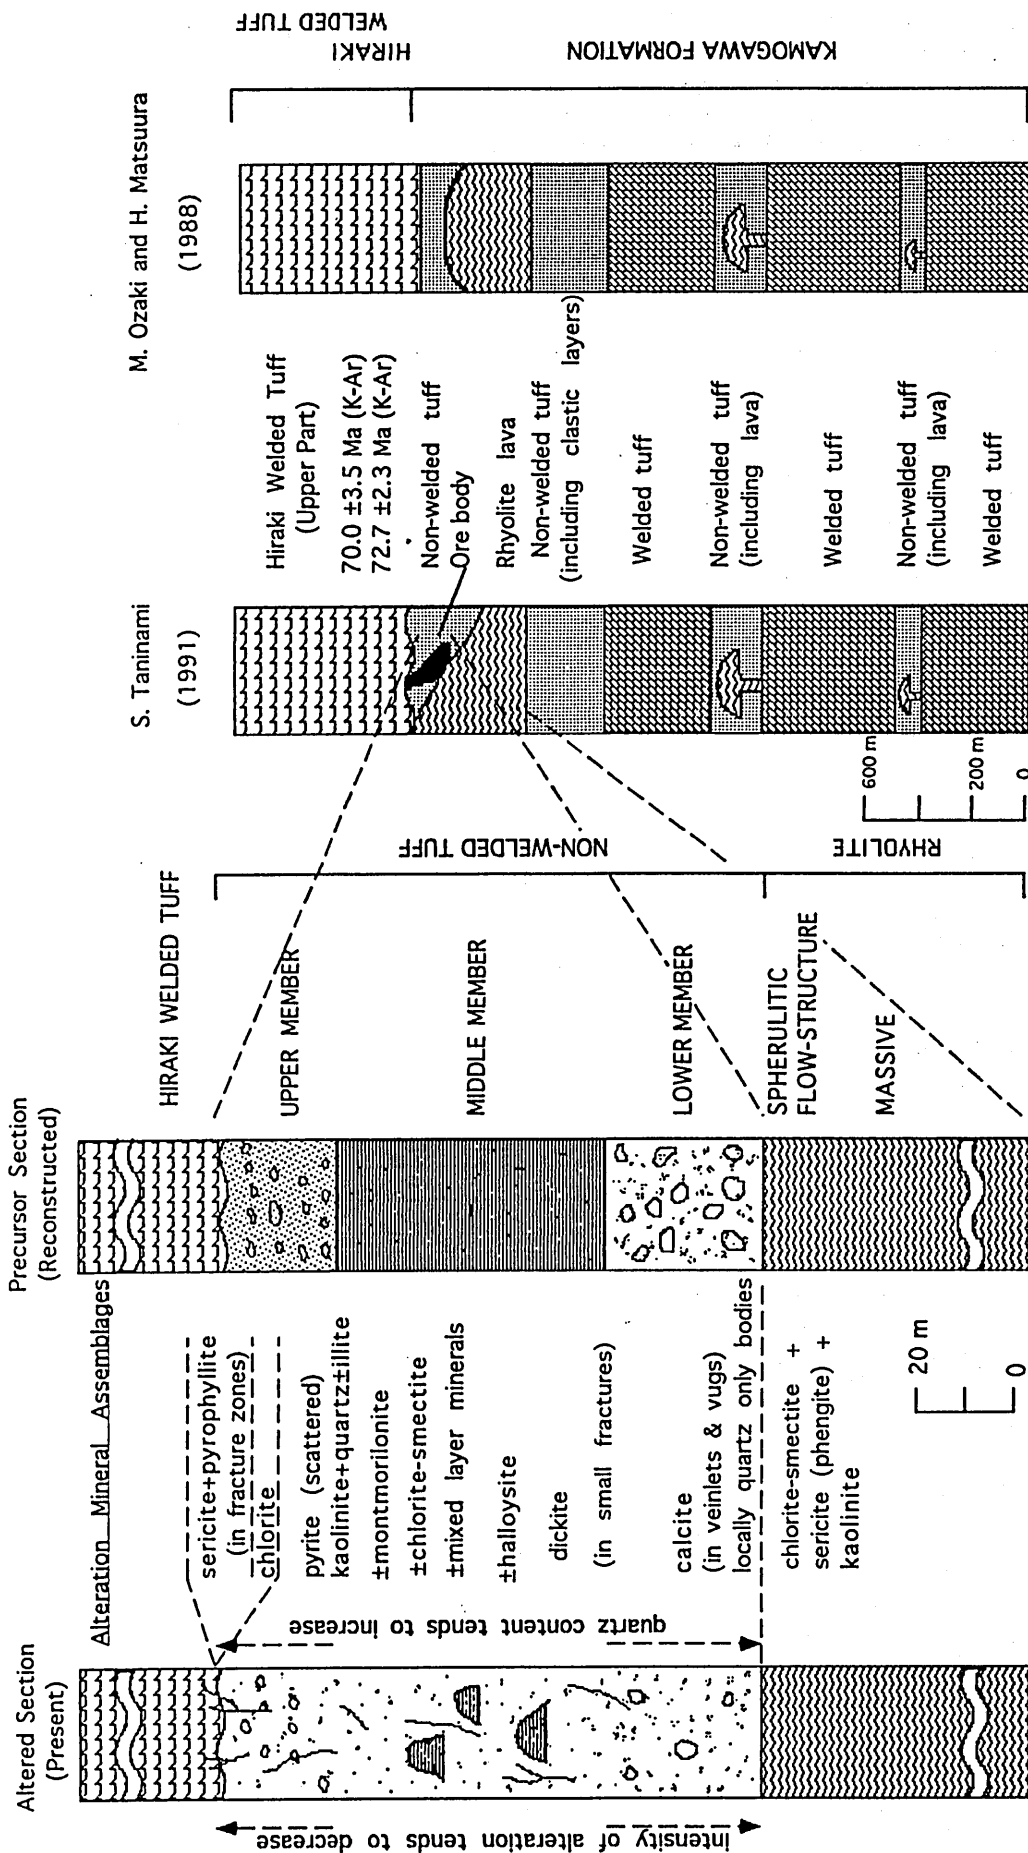 Altered Section
(Present)
intensity of alteration tends to decrease
quartz content tends to increase
Alteration Mineral Assemblages
sericite+pyrophyllite
(in fracture zones)
chlorite
pyrite (scattered)
kaolinite+quartz±illite
±montmorilonite
±chlorite-smectite
±mixed layer minerals
±halloysite
dickite
(in small fractures)
calcite
(in veinlets & vugs)
locally quartz only bodies
chlorite-smectite +
sericite (phengite) +
kaolinite
20 m
0
Precursor Section
(Reconstructed)
HIRAKI WELDED TUFF
UPPER MEMBER
MIDDLE MEMBER
LOWER MEMBER
SPHERULITIC
FLOW-STRUCTURE
MASSIVE
NON-WELDED TUFF
RHYOLITE
600 m
200 m
0
S. Taninami
(1991)
Hiraki Welded Tuff
(Upper Part)
70.0 ±3.5 Ma (K-Ar)
72.7 ±2.3 Ma (K-Ar)
Non-welded tuff
Ore body
Rhyolite lava
Non-welded tuff
(including clastic layers)
Welded tuff
Non-welded tuff
(including lava)
Welded tuff
Non-welded tuff
(including lava)
Welded tuff
M. Ozaki and H. Matsuura
(1988)
HIRAKI
WELDED TUFF
KAMOGAWA FORMATION